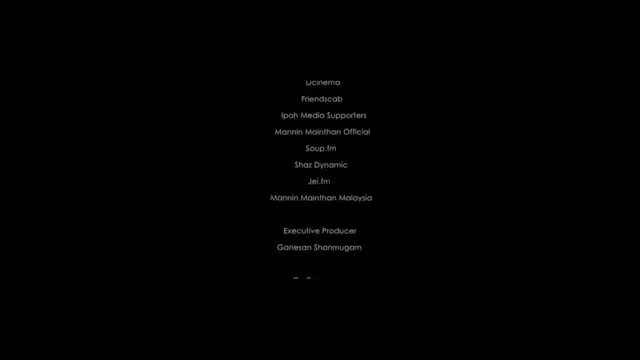 Dcinema
Friendscab
Ipoh Media Supporters
Mannin Mainthan Official
Soup.fm
Shaz Dynamic
Jei.fm
Mannin Mainthan Malaysia
Executive Producer
Ganesan Shanmugam